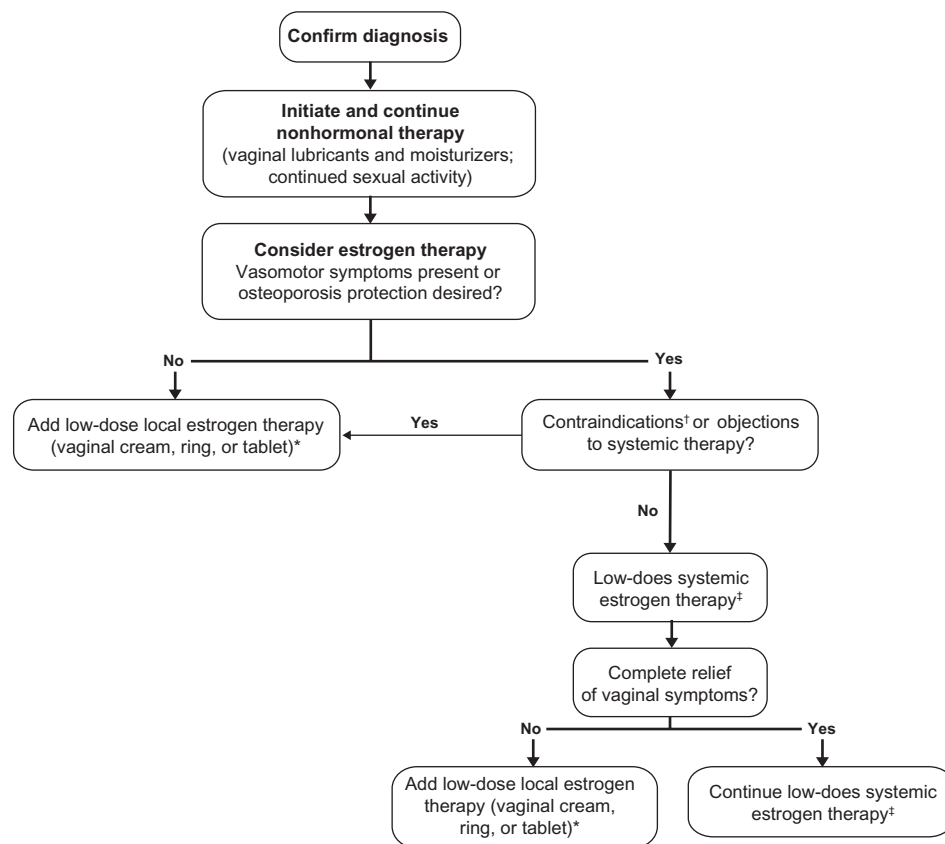 Confirm diagnosis
Initiate and continue
nonhormonal therapy
(vaginal lubricants and moisturizers;
continued sexual activity)
Consider estrogen therapy
Vasomotor symptoms present or
osteoporosis protection desired?
No
Yes
Add low-dose local estrogen therapy
(vaginal cream, ring, or tablet)*
Yes
Contraindications† or objections
to systemic therapy?
No
Low-does systemic
estrogen therapy‡
Complete relief
of vaginal symptoms?
No
Yes
Add low-dose local estrogen
therapy (vaginal cream,
ring, or tablet)*
Continue low-does systemic
estrogen therapy‡